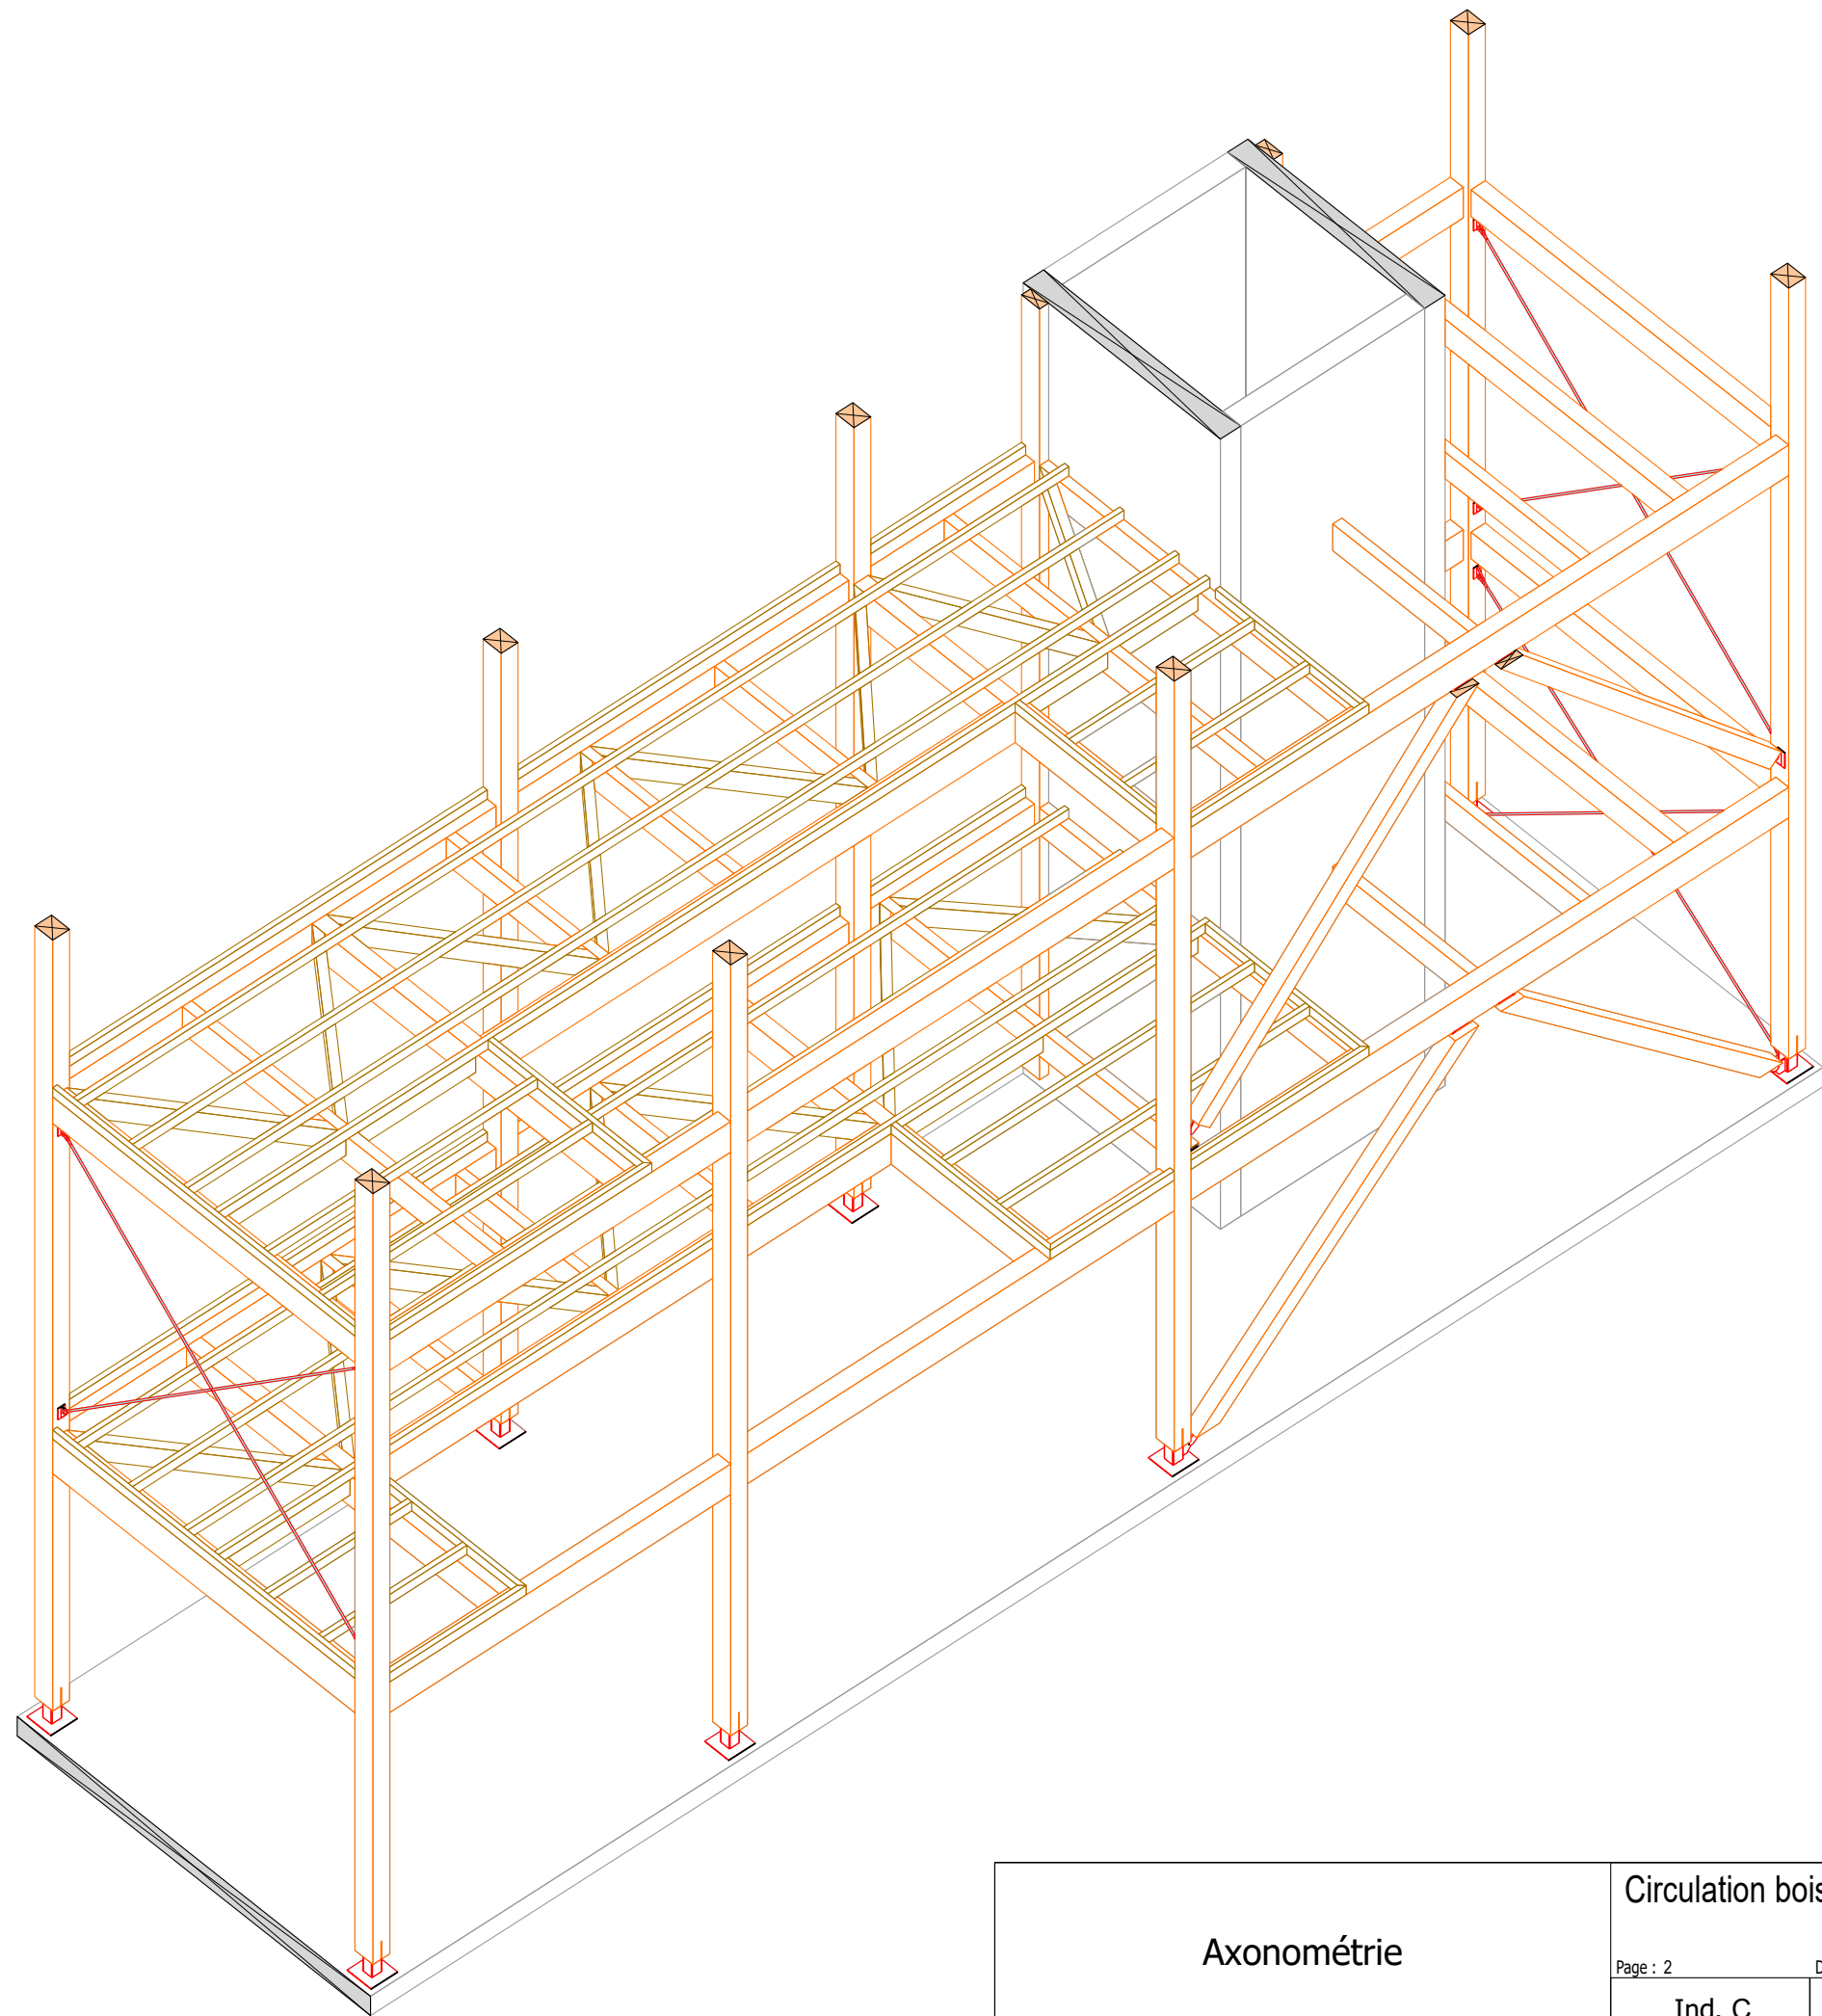 Axonométrie
Circulation bois
Page : 2
Ind. C